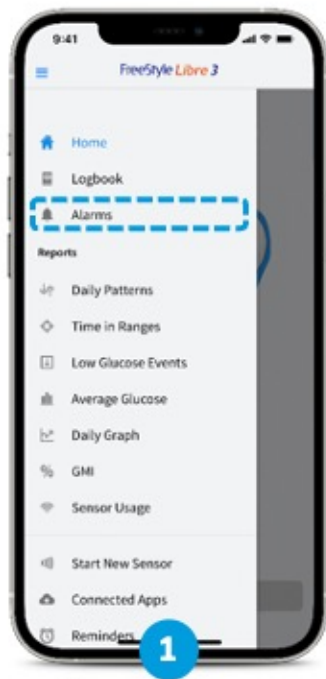 9:41
FreeStyle Libre 3
Home
Logbook
Alarms
Reports
Daily Patterns
Time in Ranges
Low Glucose Events
Average Glucose
Daily Graph
% GMI
Sensor Usage
Start New Sensor
Connected Apps
Reminders
1